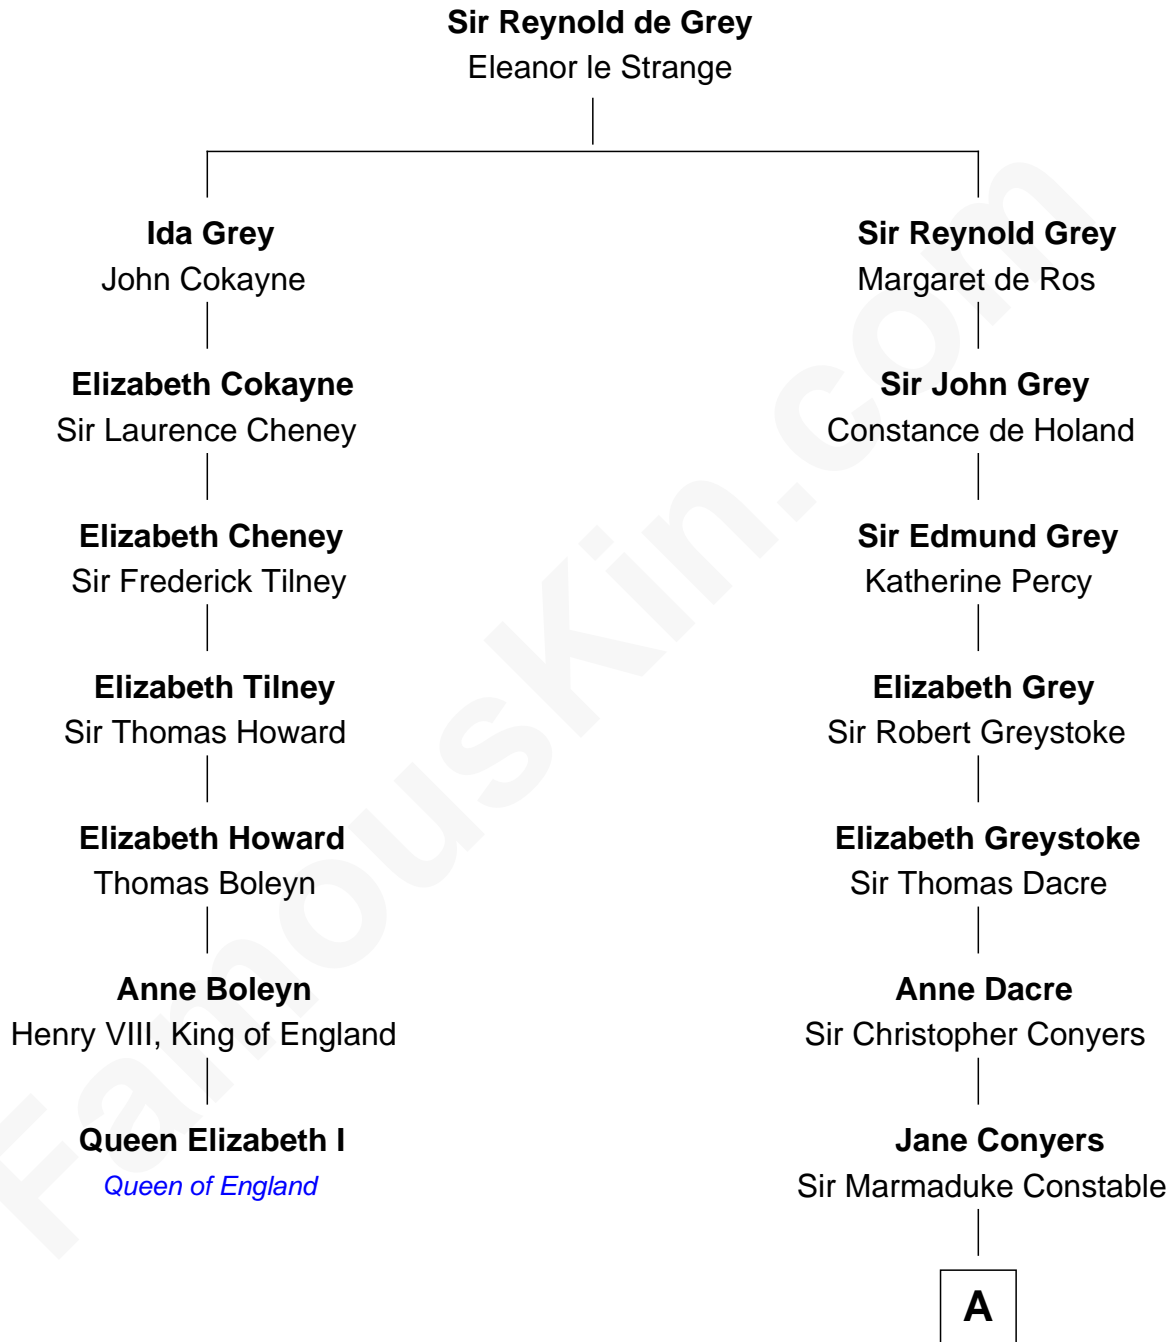 Sir Reynold de Grey
Eleanor le Strange
Ida Grey
John Cokayne
Sir Reynold Grey
Margaret de Ros
Elizabeth Cokayne
Sir Laurence Cheney
Sir John Grey
Constance de Holand
Elizabeth Cheney
Sir Frederick Tilney
Sir Edmund Grey
Katherine Percy
Elizabeth Tilney
Sir Thomas Howard
Elizabeth Grey
Sir Robert Greystoke
Elizabeth Howard
Thomas Boleyn
Elizabeth Greystoke
Sir Thomas Dacre
Anne Boleyn
Henry VIII, King of England
Anne Dacre
Sir Christopher Conyers
Queen Elizabeth I
Queen of England
Jane Conyers
Sir Marmaduke Constable
A
FamousKin.com